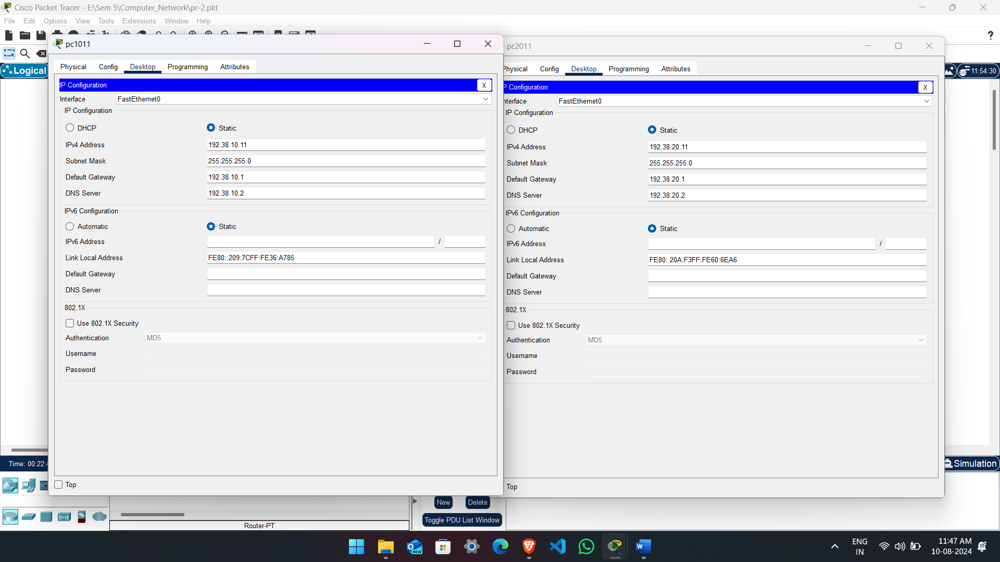 Cisco Packet Tracer - E:\Sem 5\Computer_Network\pr-2.pkt
File Edit Options View Tools Extensions Window Help
?
Logical
11:54:30
pc1011
Physical Config Desktop Programming Attributes
IP Configuration X
Interface FastEthernet0
IP Configuration
DHCP Static
IPv4 Address 192.38.10.11
Subnet Mask 255.255.255.0
Default Gateway 192.38.10.1
DNS Server 192.38.10.2
IPv6 Configuration
Automatic Static
IPv6 Address /
Link Local Address FE80::209:7CFF:FE36:A785
Default Gateway
DNS Server
802.1X
Use 802.1X Security
Authentication MD5
Username
Password
Top
pc2011
Physical Config Desktop Programming Attributes
P Configuration X
nterface FastEthernet0
IP Configuration
DHCP Static
IPv4 Address 192.38.20.11
Subnet Mask 255.255.255.0
Default Gateway 192.38.20.1
DNS Server 192.38.20.2
IPv6 Configuration
Automatic Static
IPv6 Address /
Link Local Address FE80::20A:F3FF:FE60:6EA6
Default Gateway
DNS Server
802.1X
Use 802.1X Security
Authentication MD5
Username
Password
Top
Time: 00:22:4
Simulation
New Delete
Toggle PDU List Window
Router-PT
NEW
W
ENG
IN
11:47 AM
10-08-2024